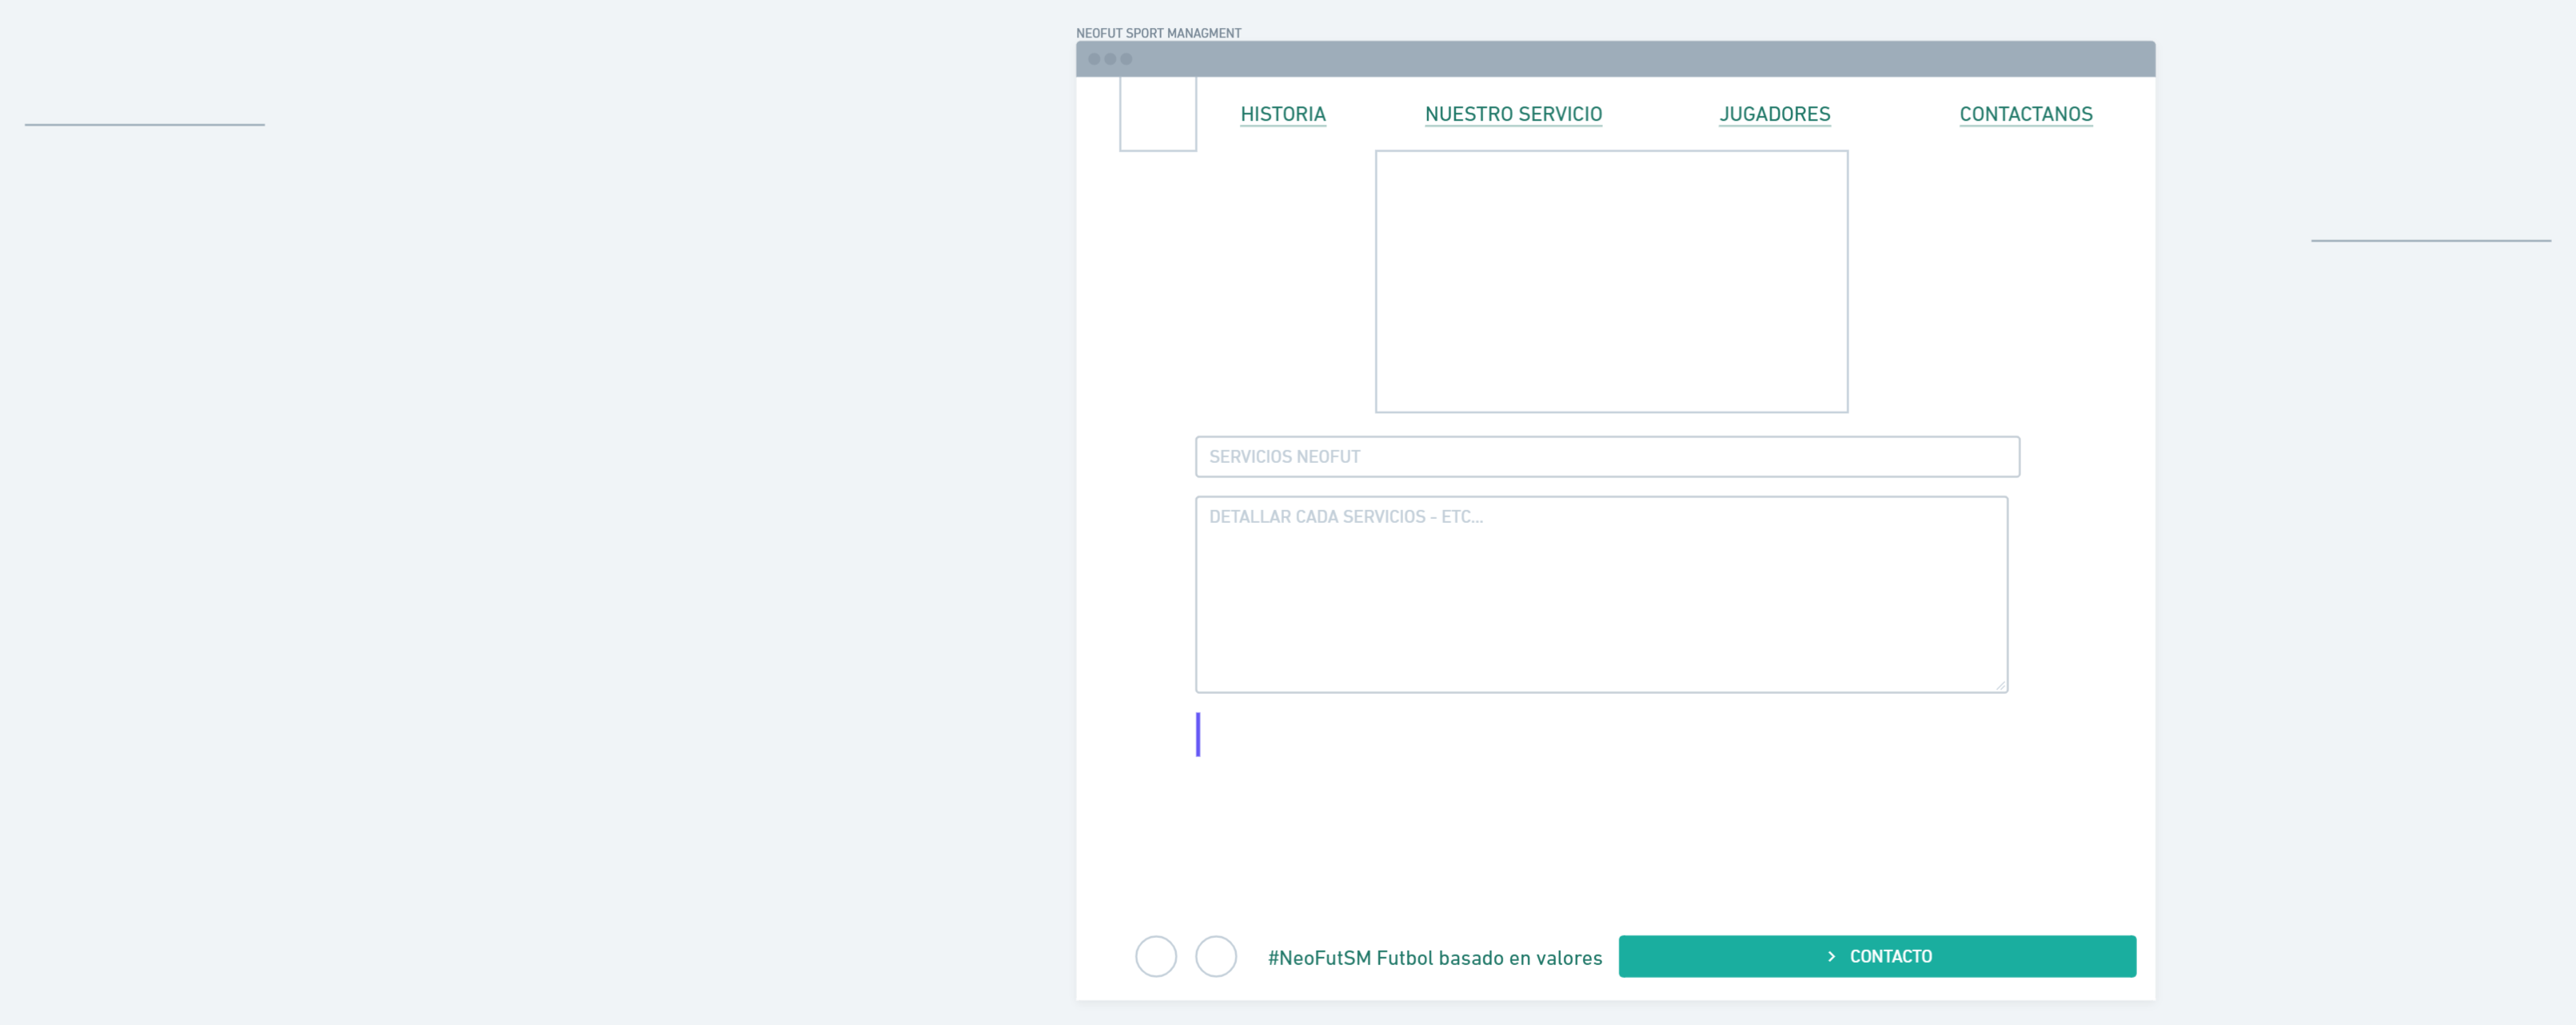 NEOFUT SPORT MANAGMENT
HISTORIA NUESTRO SERVICIO JUGADORES CONTACTANOS
SERVICIOS NEOFUT
DETALLAR CADA SERVICIOS - ETC...
#NeoFutSM Futbol basado en valores
CONTACTO